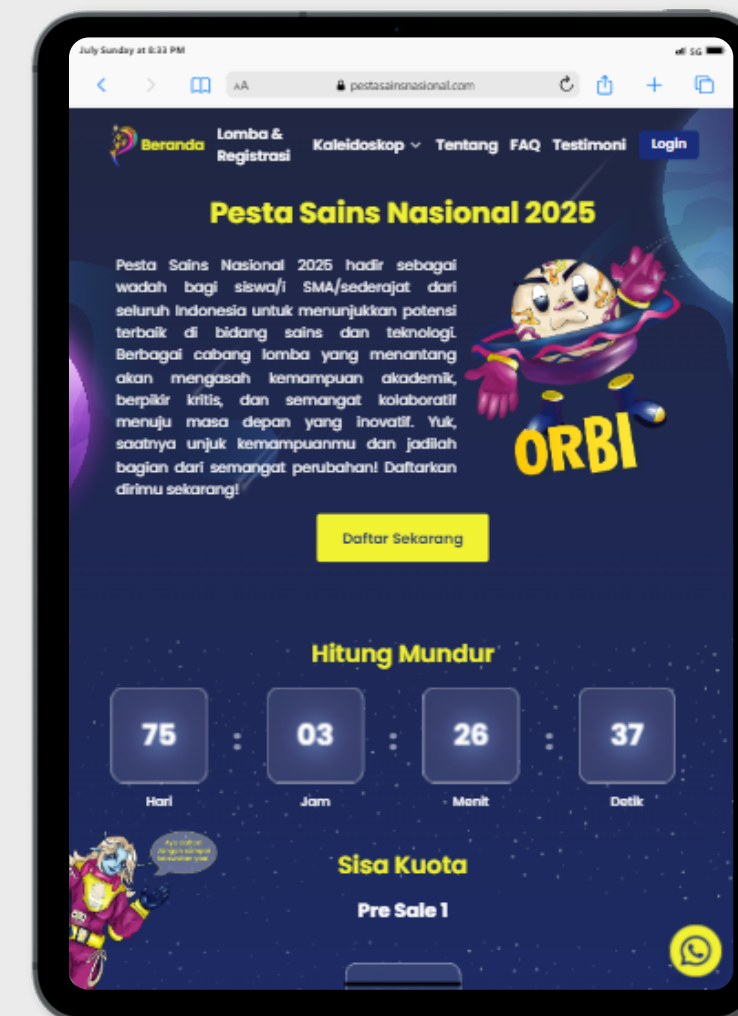 July Sunday at 8:33 PM
5G
AA
pestasainsnasional.com
Beranda
Lomba &
Registrasi
Kaleidoskop
Tentang
FAQ
Testimoni
Login
Pesta Sains Nasional 2025
Pesta Sains Nasional 2025 hadir sebagai
wadah bagi siswa/i SMA/sederajat dari
seluruh Indonesia untuk menunjukkan potensi
terbaik di bidang sains dan teknologi.
Berbagai cabang lomba yang menantang
akan mengasah kemampuan akademik,
berpikir kritis, dan semangat kolaboratif
menuju masa depan yang inovatif. Yuk,
saatnya unjuk kemampuanmu dan jadilah
bagian dari semangat perubahan! Daftarkan
dirimu sekarang!
ORBI
Daftar Sekarang
Hitung Mundur
75 : 03 : 26 : 37
Hari Jam Menit Detik
Sisa Kuota
Pre Sale 1